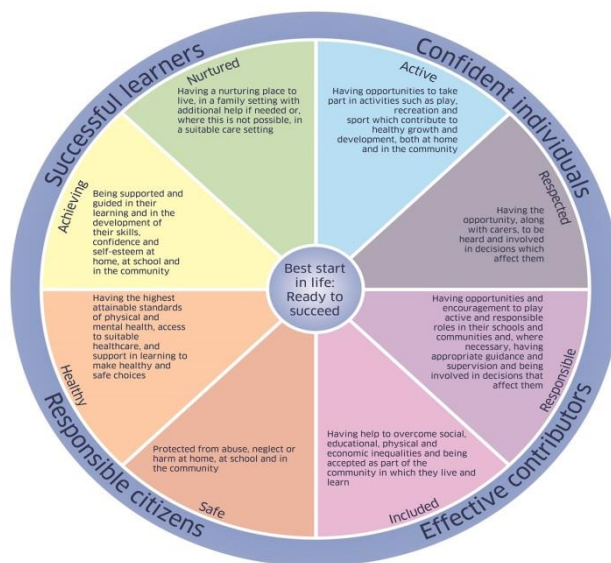 Successful learners
Confident individuals
Nurtured
Having a nurturing place to
live, in a family setting with
additional help if needed or,
where this is not possible, in
a suitable care setting
Active
Having opportunities to take
part in activities such as play,
recreation and
sport which contribute to
healthy growth and
development, both at home
and in the community
Achieving
Being supported and
guided in their
learning and in the
development of
their skills,
confidence and
self-esteem at
home, at school and
in the community
Respected
Having the
opportunity, along
with carers, to be
heard and involved
in decisions which
affect them
Best start
in life:
Ready to
succeed
Healthy
Having the highest
attainable standards
of physical and
mental health, access
to suitable
healthcare, and
support in learning to
make healthy and
safe choices
Responsible
Having opportunities and
encouragement to play
active and responsible
roles in their schools and
communities and, where
necessary, having
appropriate guidance and
supervision and being
involved in decisions that
affect them
Protected from abuse, neglect or
harm at home, at school and in
the community
Safe
Having help to overcome social,
educational, physical and
economic inequalities and being
accepted as part of the
community in which they live and
learn
Included
Responsible citizens
Effective contributors